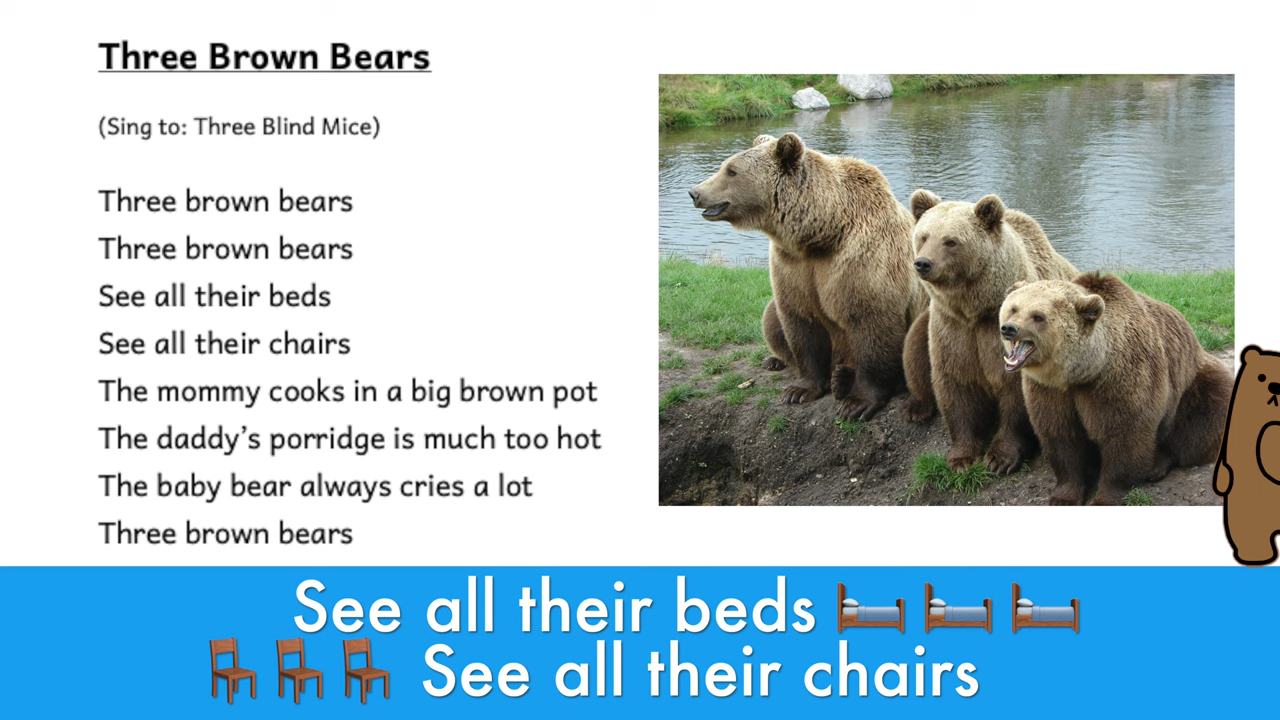 Three Brown Bears
(Sing to: Three Blind Mice)
Three brown bears
Three brown bears
See all their beds
See all their chairs
The mommy cooks in a big brown pot
The daddy’s porridge is much too hot
The baby bear always cries a lot
Three brown bears
See all their beds
See all their chairs